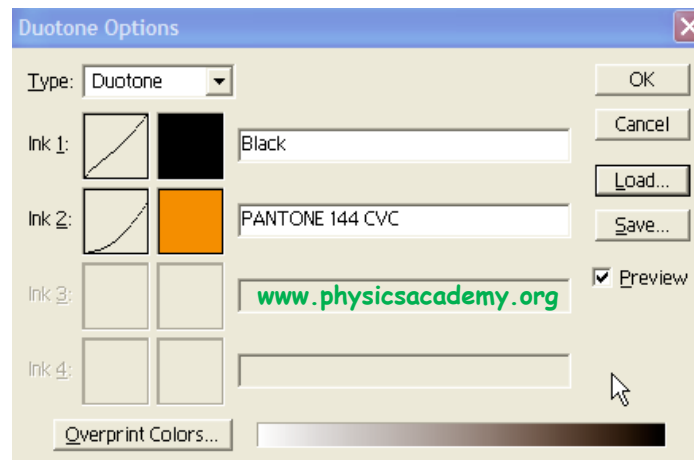 Duotone Options
Type: Duotone
OK
Ink 1: Black
Cancel
Load...
Ink 2: PANTONE 144 CVC
Save...
Preview
Ink 3: www.physicsacademy.org
Ink 4:
Overprint Colors...